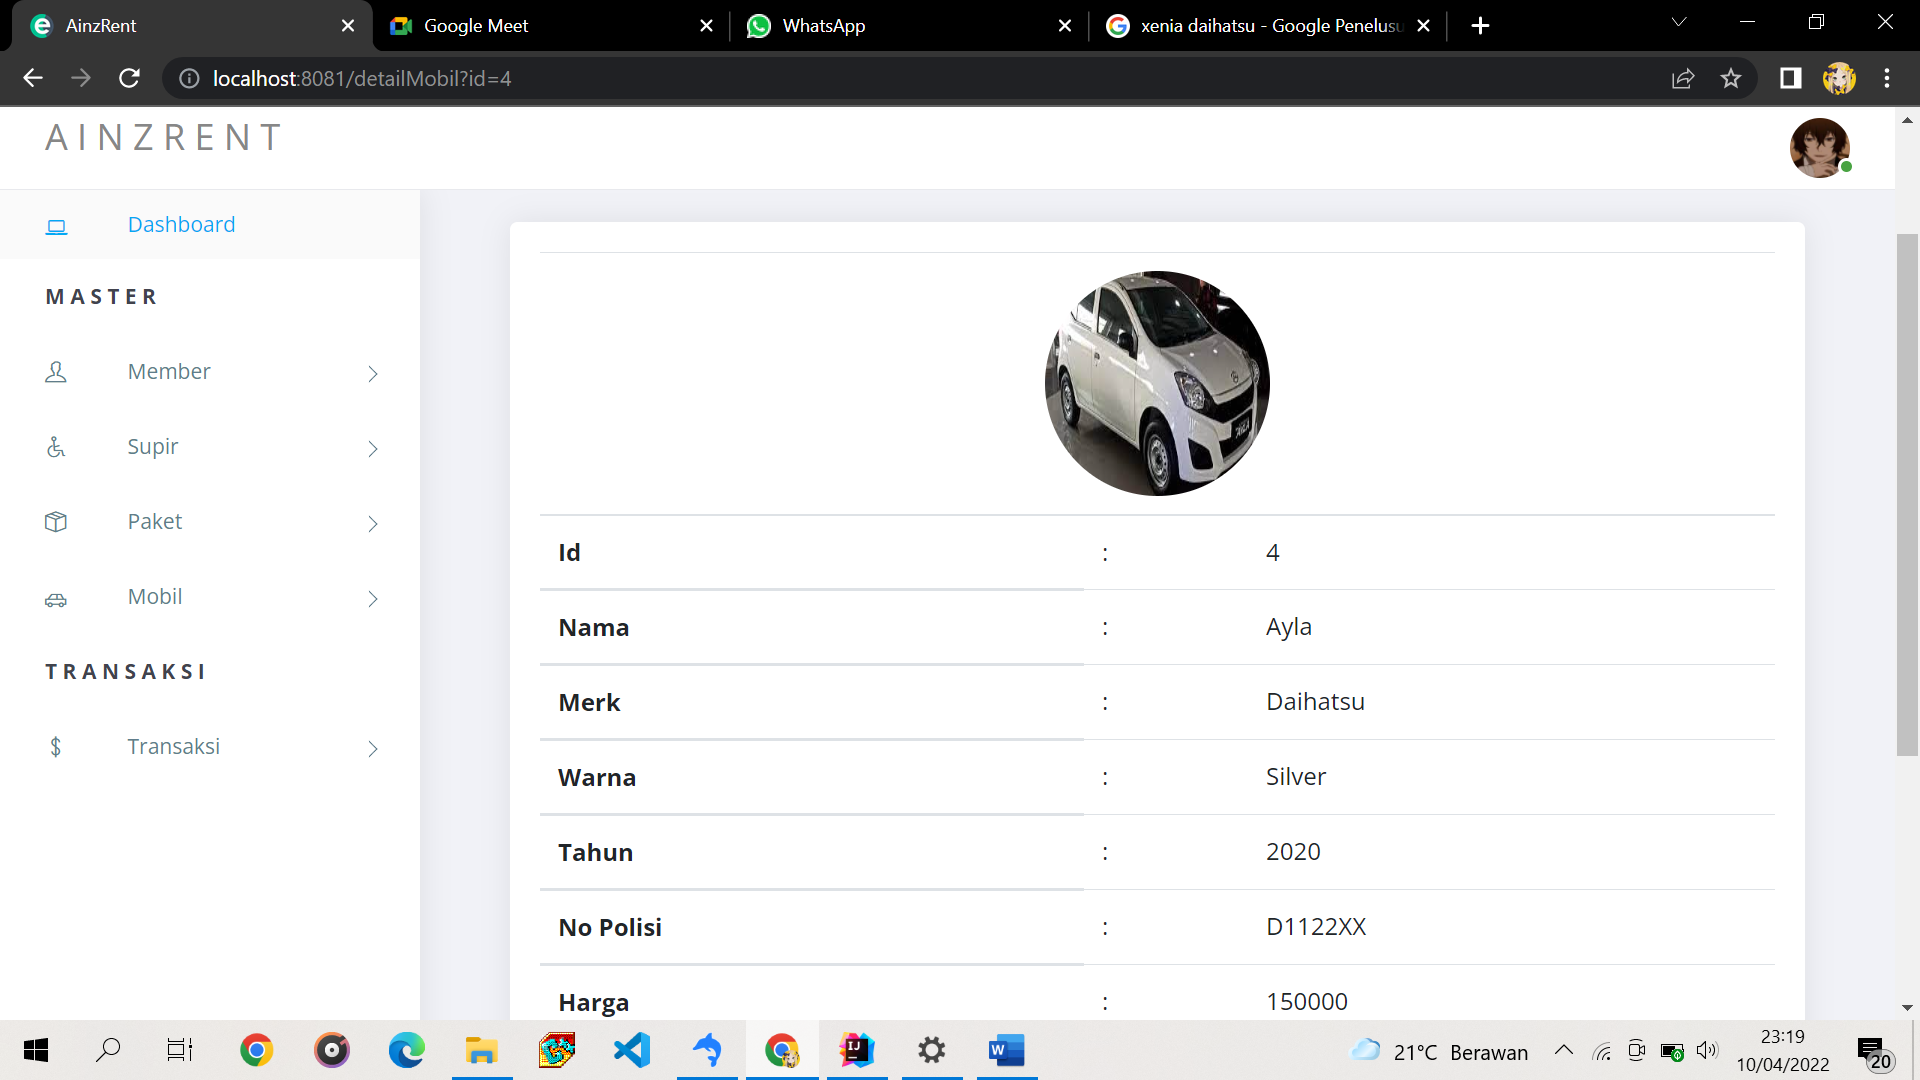 AinzRent
Google Meet
WhatsApp
xenia daihatsu - Google Penelusu
localhost:8081/detailMobil?id=4
AINZRENT
Dashboard
MASTER
Member
Supir
Paket
Mobil
TRANSAKSI
Transaksi
Id : 4
Nama : Ayla
Merk : Daihatsu
Warna : Silver
Tahun : 2020
No Polisi : D1122XX
Harga : 150000
21°C Berawan
23:19
10/04/2022
20